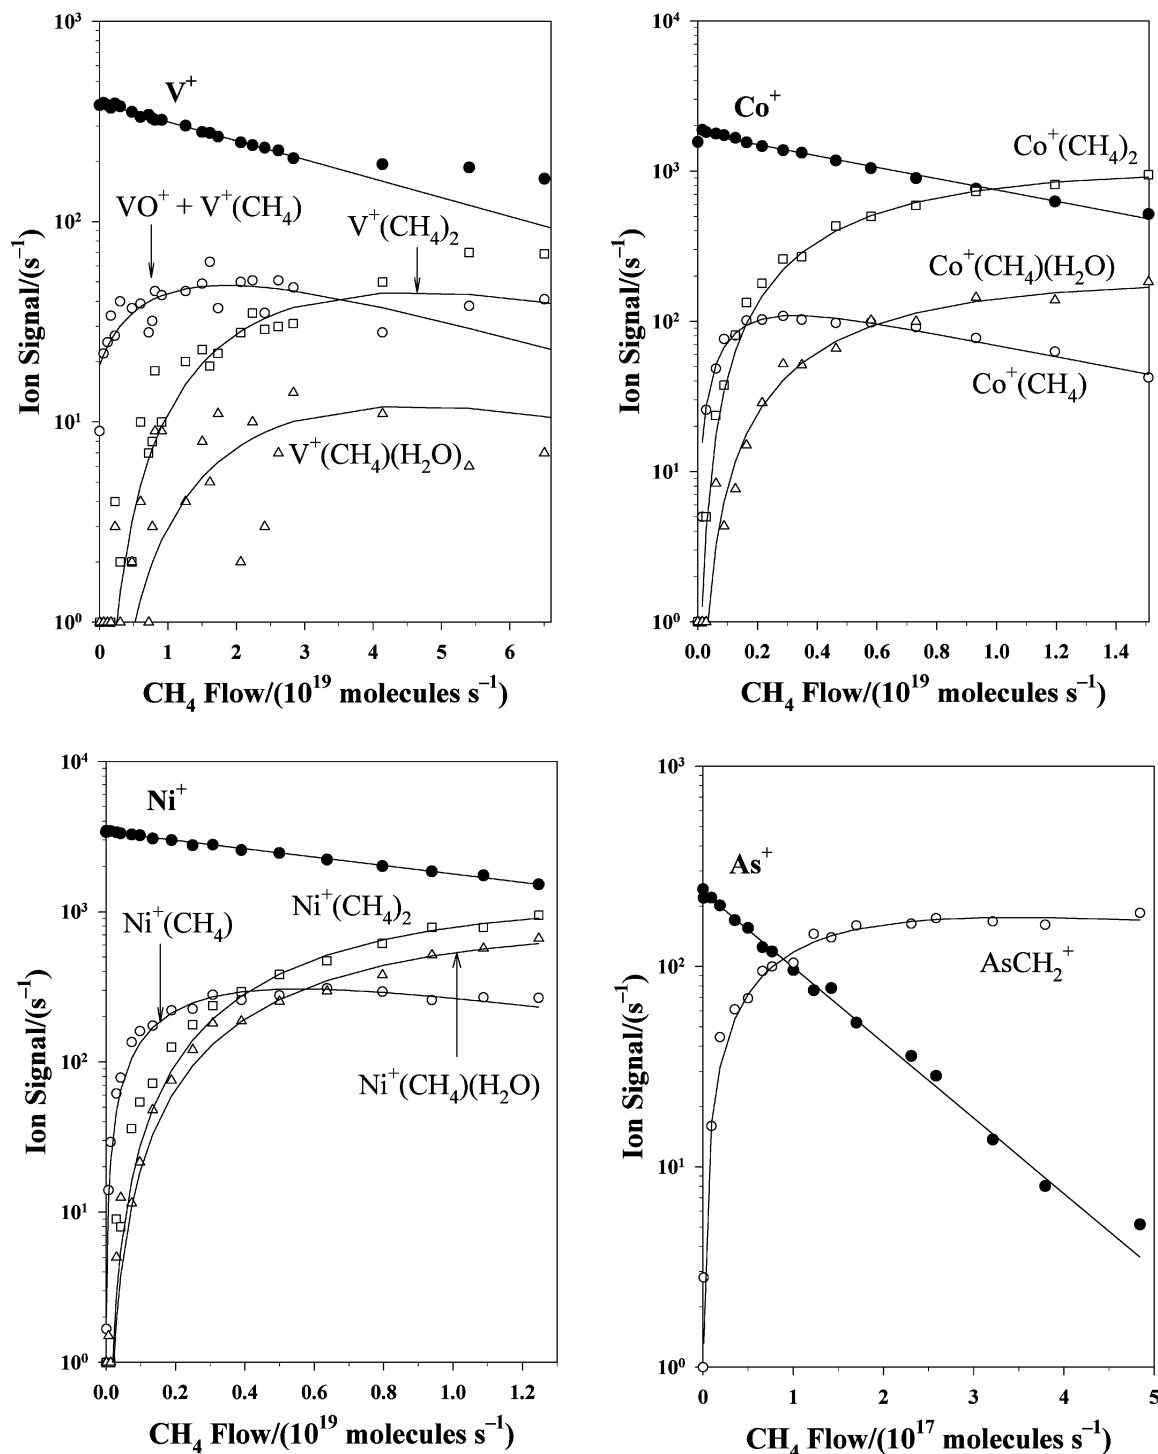 10³
10²
10¹
10⁰
Ion Signal/(s⁻¹)
V⁺
VO⁺ + V⁺(CH₄)
V⁺(CH₄)₂
V⁺(CH₄)(H₂O)
0 1 2 3 4 5 6
CH₄ Flow/(10¹⁹ molecules s⁻¹)
10⁴
10³
10²
10¹
10⁰
Ion Signal/(s⁻¹)
Co⁺
Co⁺(CH₄)₂
Co⁺(CH₄)(H₂O)
Co⁺(CH₄)
0.0 0.2 0.4 0.6 0.8 1.0 1.2 1.4
CH₄ Flow/(10¹⁹ molecules s⁻¹)
10⁴
10³
10²
10¹
10⁰
Ion Signal/(s⁻¹)
Ni⁺
Ni⁺(CH₄)₂
Ni⁺(CH₄)
Ni⁺(CH₄)(H₂O)
0.0 0.2 0.4 0.6 0.8 1.0 1.2
CH₄ Flow/(10¹⁹ molecules s⁻¹)
10³
10²
10¹
10⁰
Ion Signal/(s⁻¹)
As⁺
AsCH₂⁺
0 1 2 3 4 5
CH₄ Flow/(10¹⁷ molecules s⁻¹)